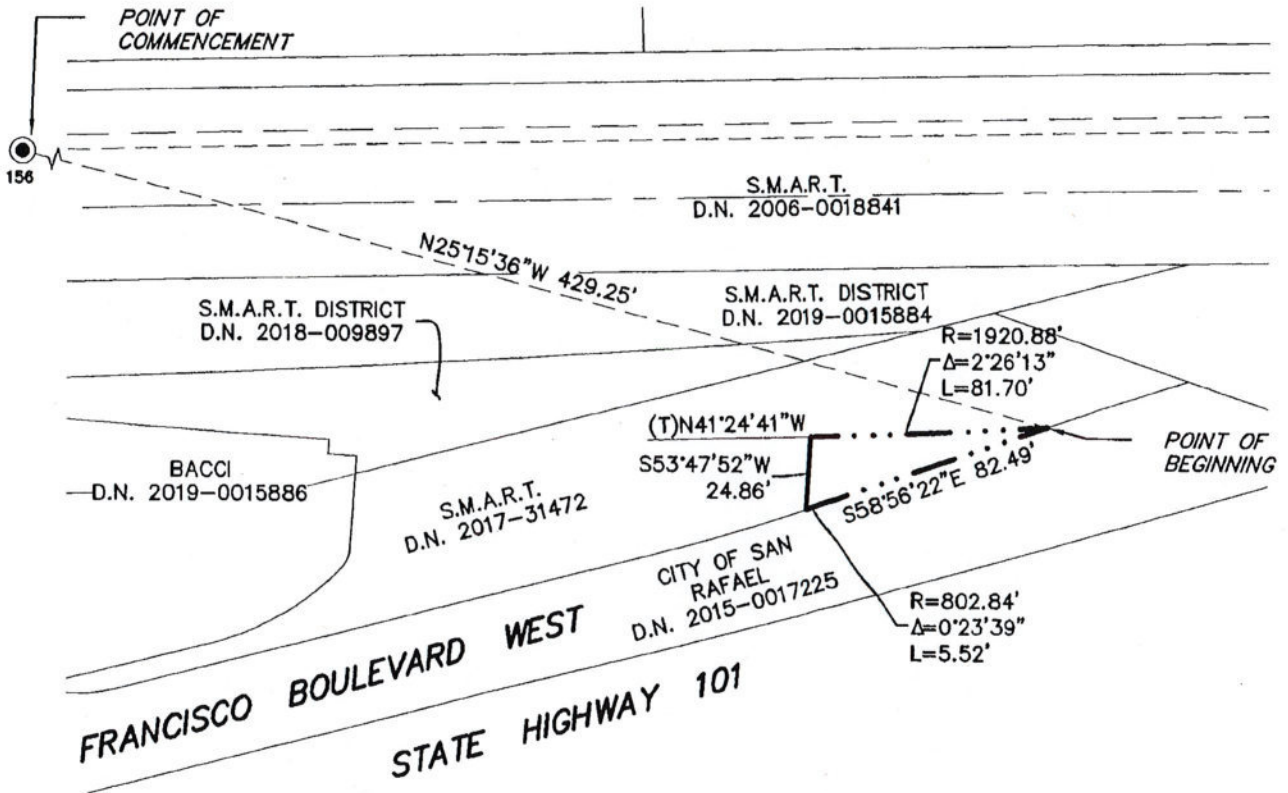 POINT OF
COMMENCEMENT
156
S.M.A.R.T.
D.N. 2006-0018841
N25°15'36"W 429.25'
S.M.A.R.T. DISTRICT
D.N. 2018-009897
S.M.A.R.T. DISTRICT
D.N. 2019-0015884
R=1920.88'
Δ=2°26'13"
L=81.70'
(T)N41°24'41"W
S53°47'52"W
24.86'
POINT OF
BEGINNING
S58°56'22"E 82.49'
BACCI
D.N. 2019-0015886
S.M.A.R.T.
D.N. 2017-31472
CITY OF SAN
RAFAEL
D.N. 2015-0017225
R=802.84'
Δ=0°23'39"
L=5.52'
FRANCISCO BOULEVARD WEST
STATE HIGHWAY 101